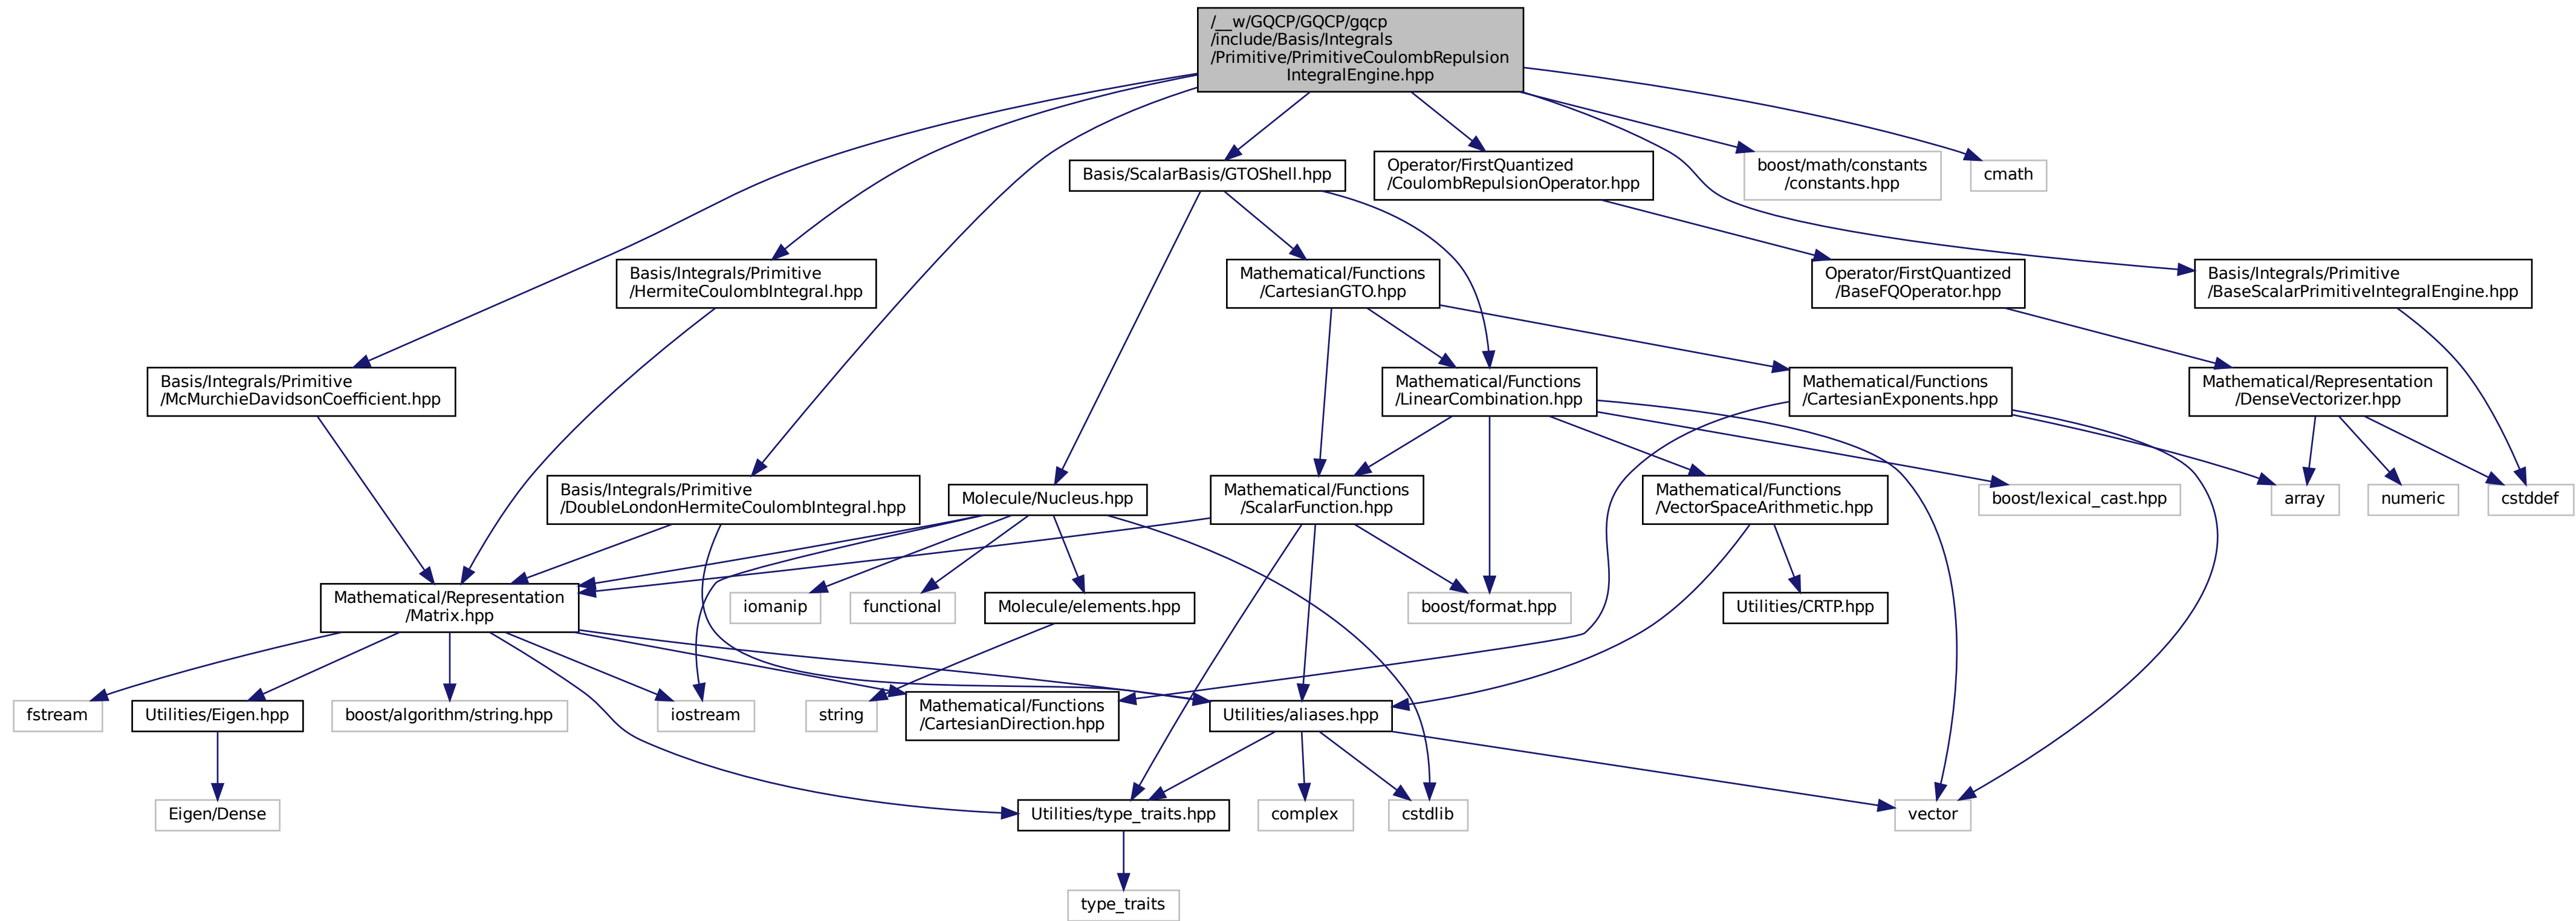 /__w/GQCP/GQCP/gqcp
/include/Basis/Integrals
/Primitive/PrimitiveCoulombRepulsion
IntegralEngine.hpp
Basis/ScalarBasis/GTOShell.hpp
Operator/FirstQuantized
/CoulombRepulsionOperator.hpp
boost/math/constants
/constants.hpp
cmath
Basis/Integrals/Primitive
/HermiteCoulombIntegral.hpp
Mathematical/Functions
/CartesianGTO.hpp
Operator/FirstQuantized
/BaseFQOperator.hpp
Basis/Integrals/Primitive
/BaseScalarPrimitiveIntegralEngine.hpp
Basis/Integrals/Primitive
/McMurchieDavidsonCoefficient.hpp
Mathematical/Functions
/LinearCombination.hpp
Mathematical/Functions
/CartesianExponents.hpp
Mathematical/Representation
/DenseVectorizer.hpp
Basis/Integrals/Primitive
/DoubleLondonHermiteCoulombIntegral.hpp
Molecule/Nucleus.hpp
Mathematical/Functions
/ScalarFunction.hpp
Mathematical/Functions
/VectorSpaceArithmetic.hpp
boost/lexical_cast.hpp
array
numeric
cstddef
Mathematical/Representation
/Matrix.hpp
iomanip
functional
Molecule/elements.hpp
boost/format.hpp
Utilities/CRTP.hpp
fstream
Utilities/Eigen.hpp
boost/algorithm/string.hpp
iostream
string
Mathematical/Functions
/CartesianDirection.hpp
Utilities/aliases.hpp
Eigen/Dense
Utilities/type_traits.hpp
complex
cstdlib
vector
type_traits